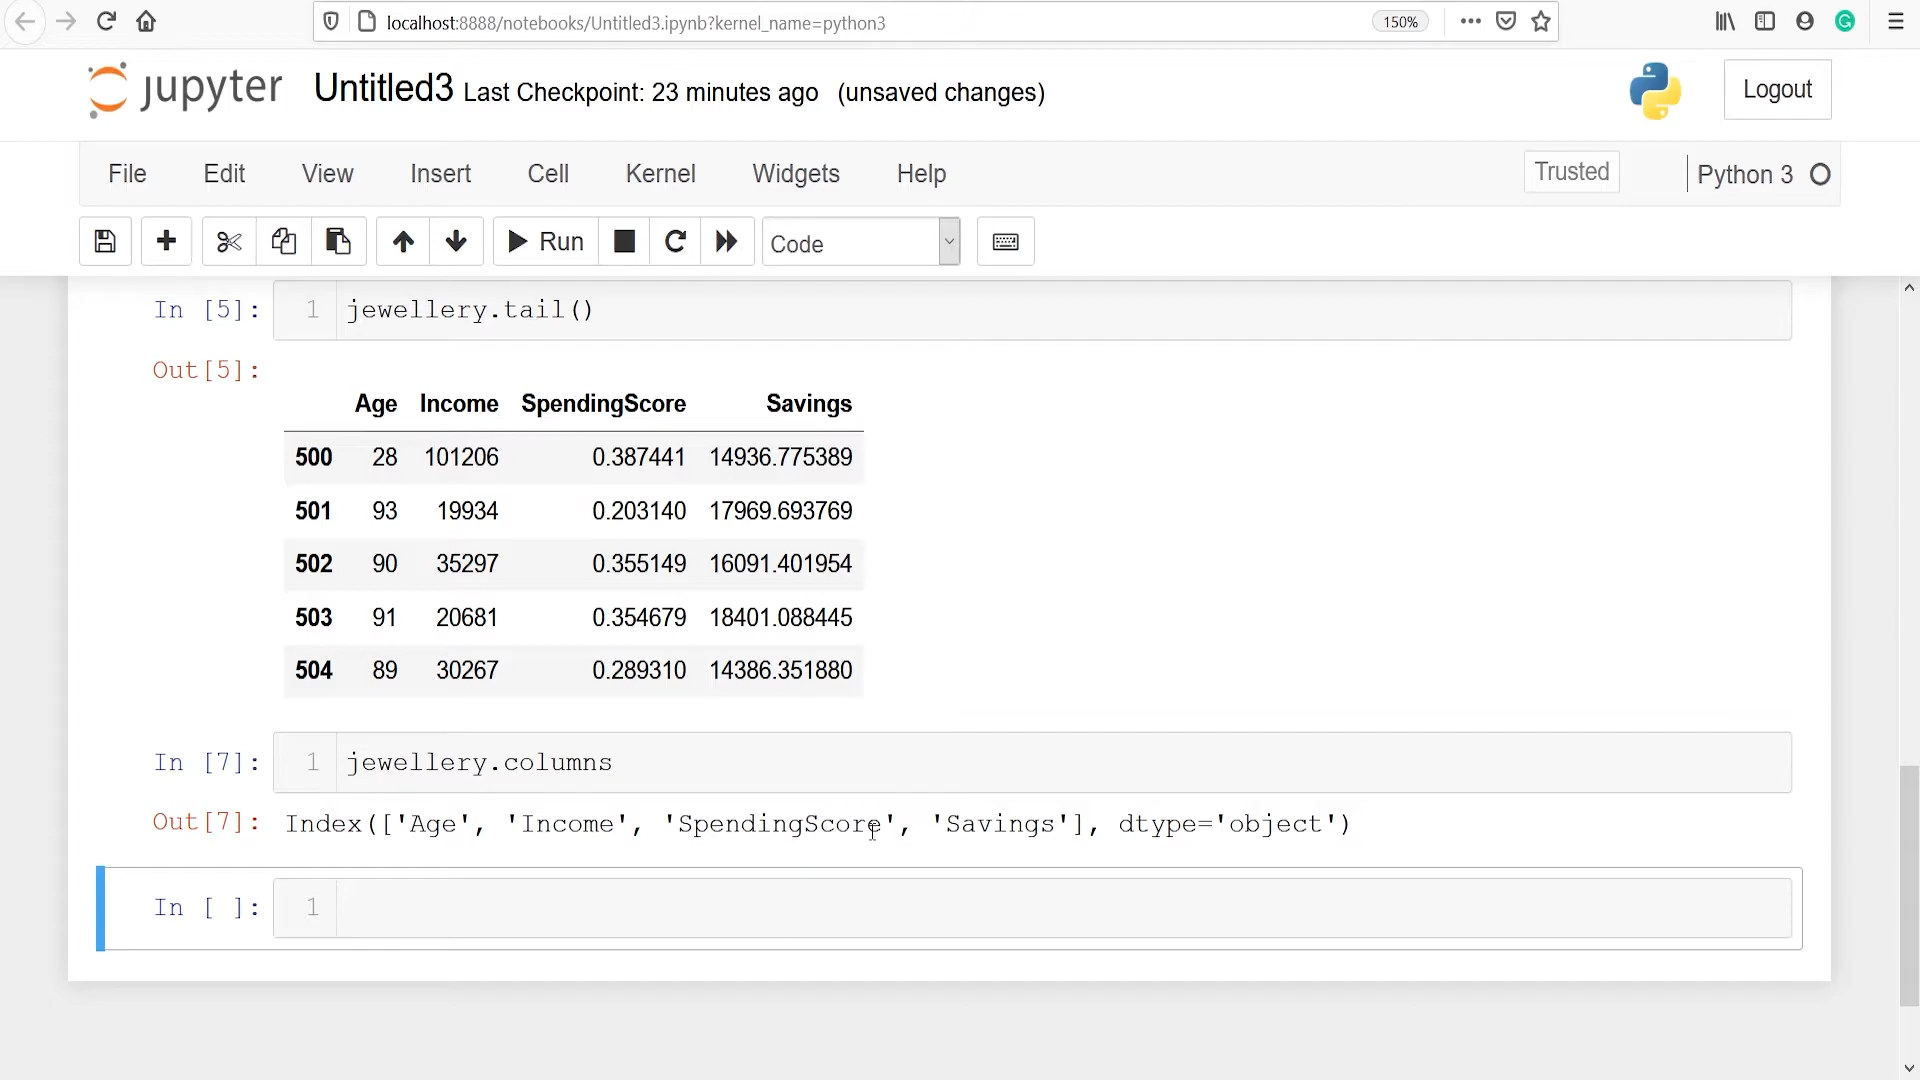 localhost:8888/notebooks/Untitled3.ipynb?kernel_name=python3 150%
jupyter Untitled3 Last Checkpoint: 23 minutes ago (unsaved changes) Logout
File Edit View Insert Cell Kernel Widgets Help Trusted Python 3
Run Code
In [5]: 1 jewellery.tail()
Out[5]:
Age Income SpendingScore Savings
500 28 101206 0.387441 14936.775389
501 93 19934 0.203140 17969.693769
502 90 35297 0.355149 16091.401954
503 91 20681 0.354679 18401.088445
504 89 30267 0.289310 14386.351880
In [7]: 1 jewellery.columns
Out[7]: Index(['Age', 'Income', 'SpendingScore', 'Savings'], dtype='object')
In [ ]: 1